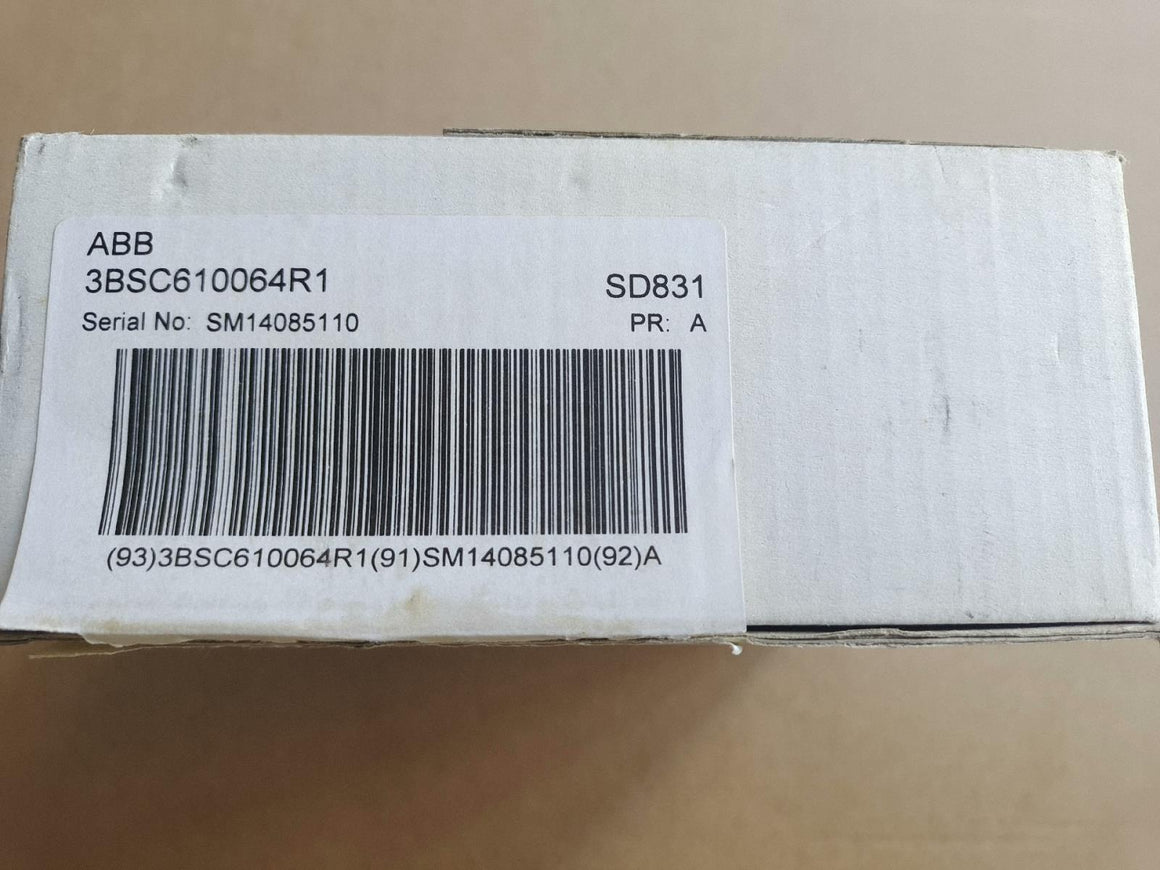 ABB
3BSC610064R1 SD831
Serial No: SM14085110 PR: A
(93)3BSC610064R1(91)SM14085110(92)A